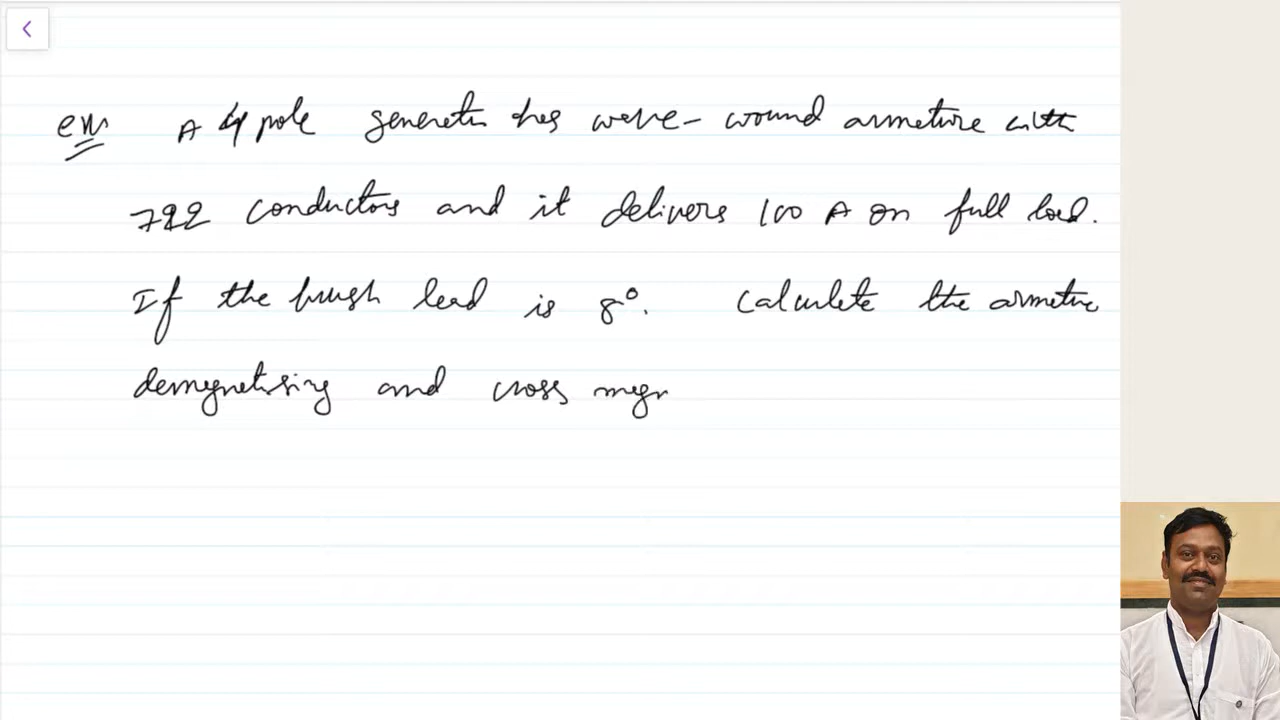 ex A 4 pole generator has wave-wound armature with
722 conductors and it delivers 100 A on full load.
If the brush lead is 8°. Calculate the armature
demagnetising and cross magn